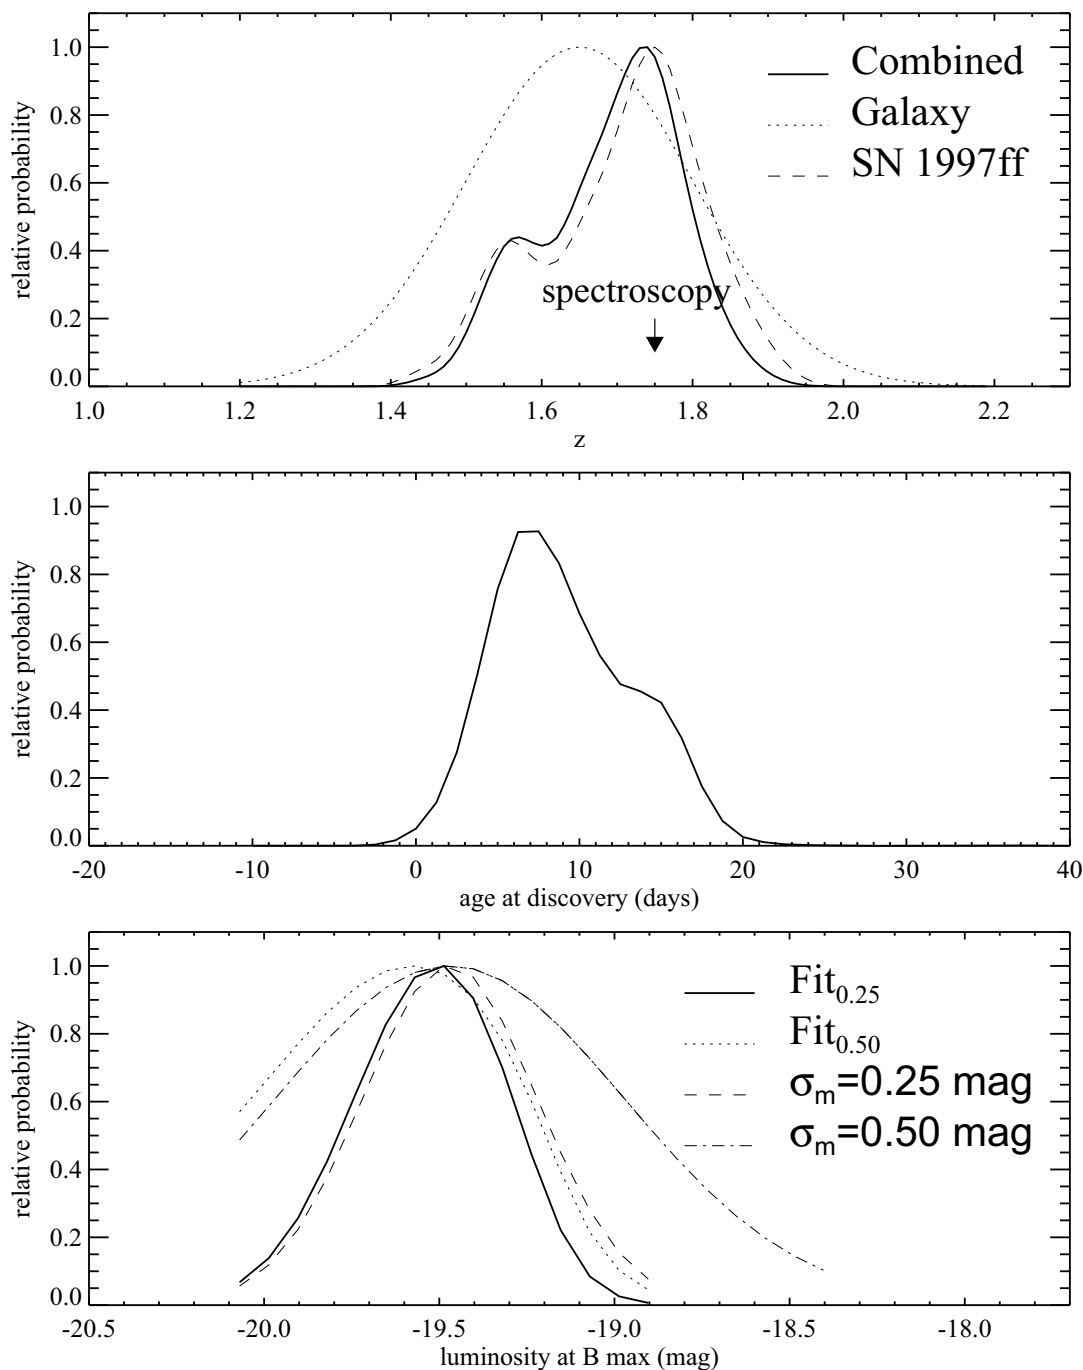 relative probability
1.0
0.8
0.6
0.4
0.2
0.0
Combined
Galaxy
SN 1997ff
spectroscopy
1.0 1.2 1.4 1.6 1.8 2.0 2.2
z
relative probability
1.0
0.8
0.6
0.4
0.2
0.0
-20 -10 0 10 20 30 40
age at discovery (days)
relative probability
1.0
0.8
0.6
0.4
0.2
0.0
Fit0.25
Fit0.50
σm=0.25 mag
σm=0.50 mag
-20.5 -20.0 -19.5 -19.0 -18.5 -18.0
luminosity at B max (mag)